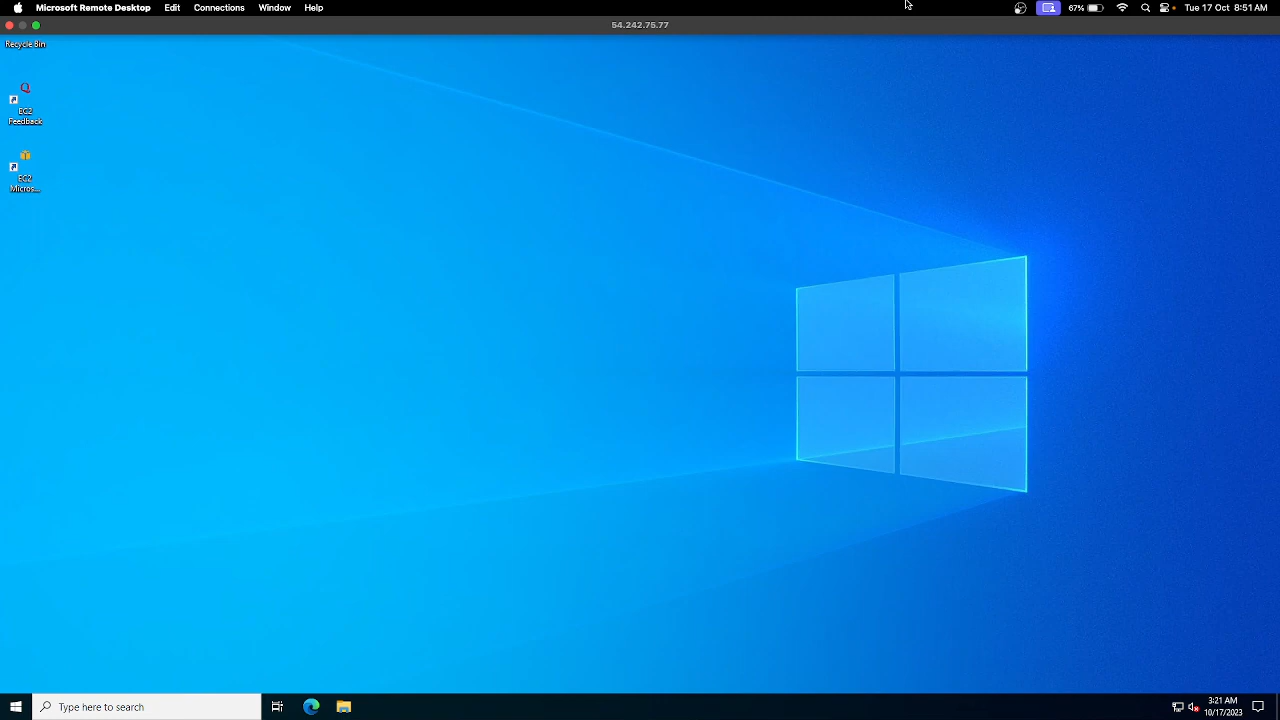 Microsoft Remote Desktop Edit Connections Window Help 67% Tue 17 Oct 8:51 AM
54.242.75.77
Recycle Bin
EC2
Feedback
EC2
Micros...
Type here to search
3:21 AM
10/17/2023